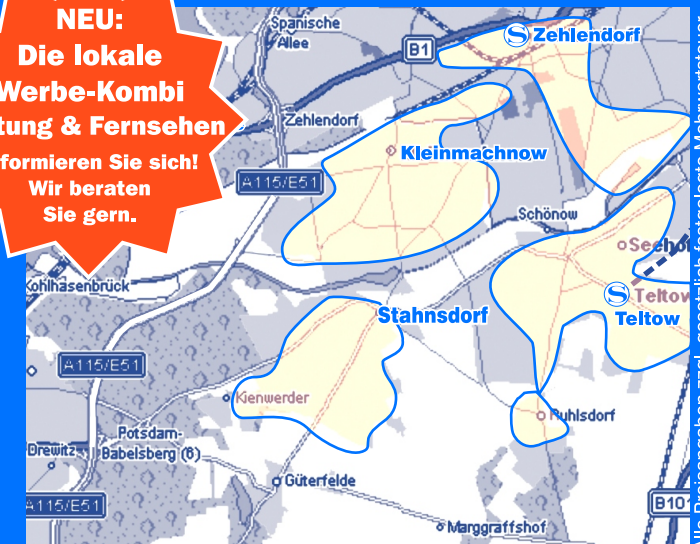 NEU:
Die lokale
Werbe-Kombi
tung & Fernsehen
formieren Sie sich!
Wir beraten
Sie gern.
Spanische
Allee
B1
S Zehlendorf
Zehlendorf
Kleinmachnow
A115/E51
Schönow
Seehof
Kohlhasenbrück
S Teltow
Teltow
Stahnsdorf
A115/E51
Kienwerder
Ruhlsdorf
Potsdam-
Babelsberg (6)
Drewitz
Güterfelde
A115/E51
B101
Marggraffshof